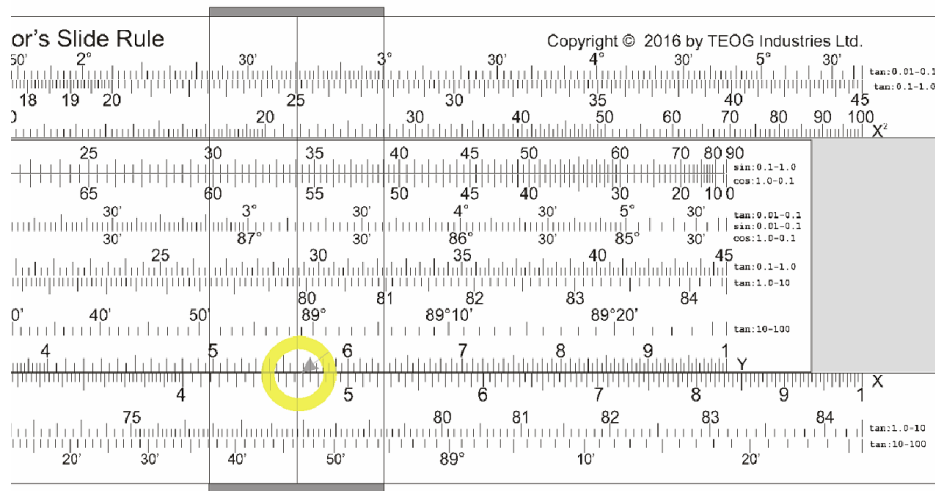 or's Slide Rule
Copyright © 2016 by TEOG Industries Ltd.
50' 2° 30' 3° 30' 4° 30' 5° 30'
tan:0.01-0.1
tan:0.1-1.0
18 19 20 25 30 35 40 45
0 20 30 40 50 60 70 80 90 100 X²
25 30 35 40 45 50 60 70 80 90
sin:0.1-1.0
cos:1.0-0.1
65 60 55 50 45 40 30 20 10 0
30' 3° 30' 4° 30' 5° 30'
tan:0.01-0.1
sin:0.01-0.1
cos:1.0-0.1
30' 87° 30' 86° 30' 85° 30'
25 30 35 40 45
tan:0.1-1.0
tan:1.0-10
80 81 82 83 84
0' 40' 50' 89° 89°10' 89°20'
tan:10-100
4 5 6 7 8 9 1 Y
4 5 6 7 8 9 1 X
75 80 81 82 83 84
tan:1.0-10
tan:10-100
20' 30' 40' 50' 89° 10' 20'